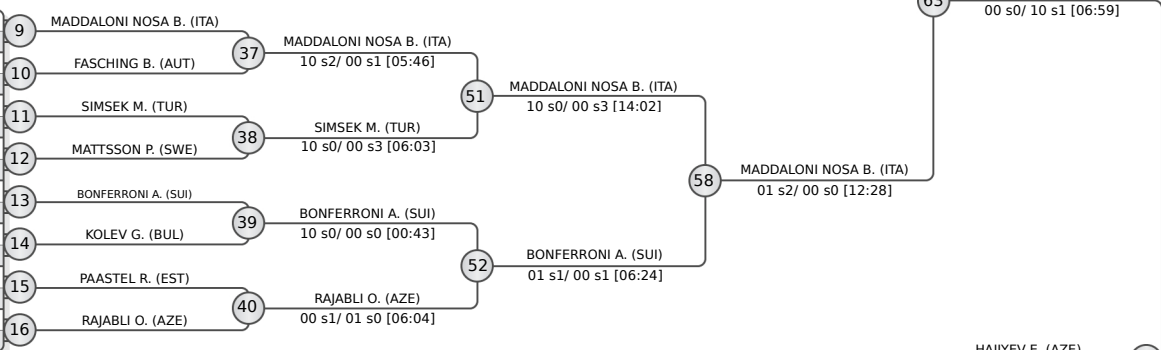 63
00 s0/ 10 s1 [06:59]
9
MADDALONI NOSA B. (ITA)
10
FASCHING B. (AUT)
37
MADDALONI NOSA B. (ITA)
10 s2/ 00 s1 [05:46]
11
SIMSEK M. (TUR)
12
MATTSSON P. (SWE)
38
SIMSEK M. (TUR)
10 s0/ 00 s3 [06:03]
51
MADDALONI NOSA B. (ITA)
10 s0/ 00 s3 [14:02]
13
BONFERRONI A. (SUI)
14
KOLEV G. (BUL)
39
BONFERRONI A. (SUI)
10 s0/ 00 s0 [00:43]
15
PAASTEL R. (EST)
16
RAJABLI O. (AZE)
40
RAJABLI O. (AZE)
00 s1/ 01 s0 [06:04]
52
BONFERRONI A. (SUI)
01 s1/ 00 s1 [06:24]
58
MADDALONI NOSA B. (ITA)
01 s2/ 00 s0 [12:28]